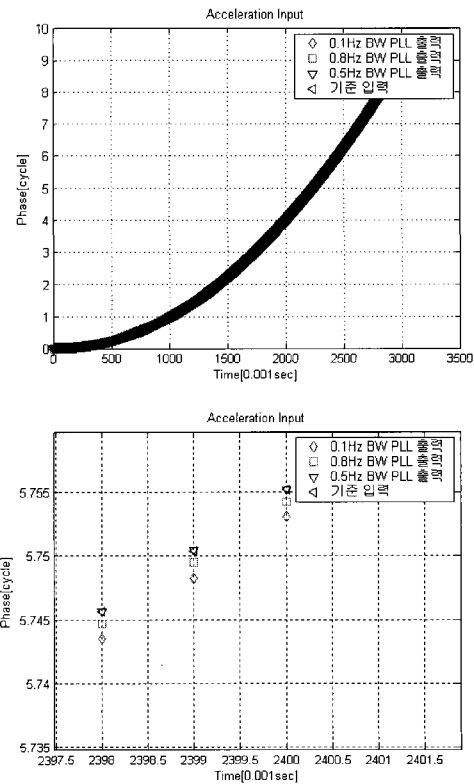 Acceleration Input
10
9
8
7
6
5
4
3
2
1
0
0.1Hz BW PLL 출력
0.8Hz BW PLL 출력
0.5Hz BW PLL 출력
기준 입력
Phase[cycle]
0 500 1000 1500 2000 2500 3000 3500
Time[0.001sec]
Acceleration Input
0.1Hz BW PLL 출력
0.8Hz BW PLL 출력
0.5Hz BW PLL 출력
기준 입력
5.755
5.75
5.745
5.74
5.735
Phase[cycle]
2397.5 2398 2398.5 2399 2399.5 2400 2400.5 2401 2401.5
Time[0.001sec]